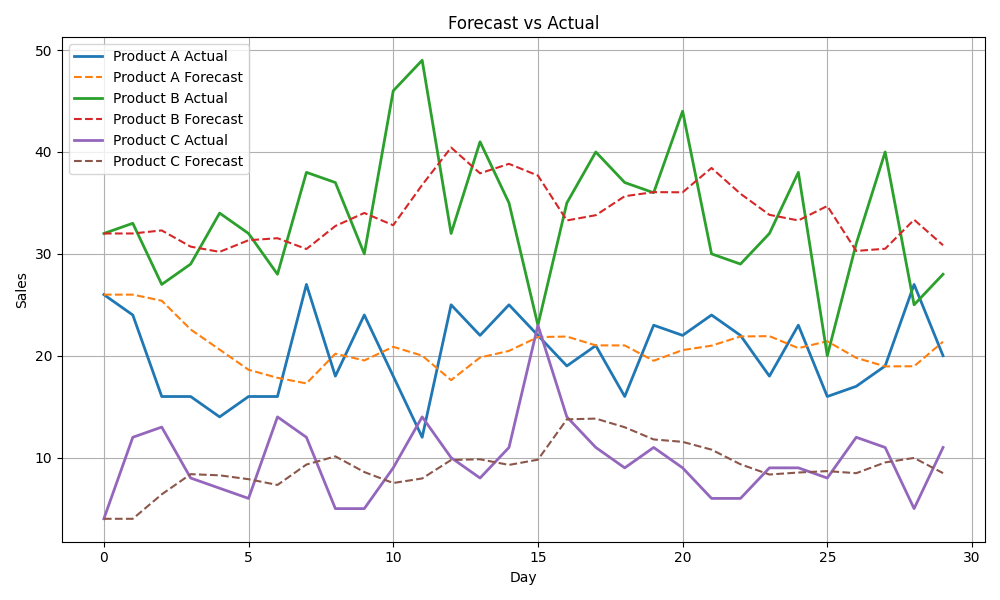 Forecast vs Actual
50
40
30
20
10
Sales
Product A Actual
Product A Forecast
Product B Actual
Product B Forecast
Product C Actual
Product C Forecast
0 5 10 15 20 25 30
Day